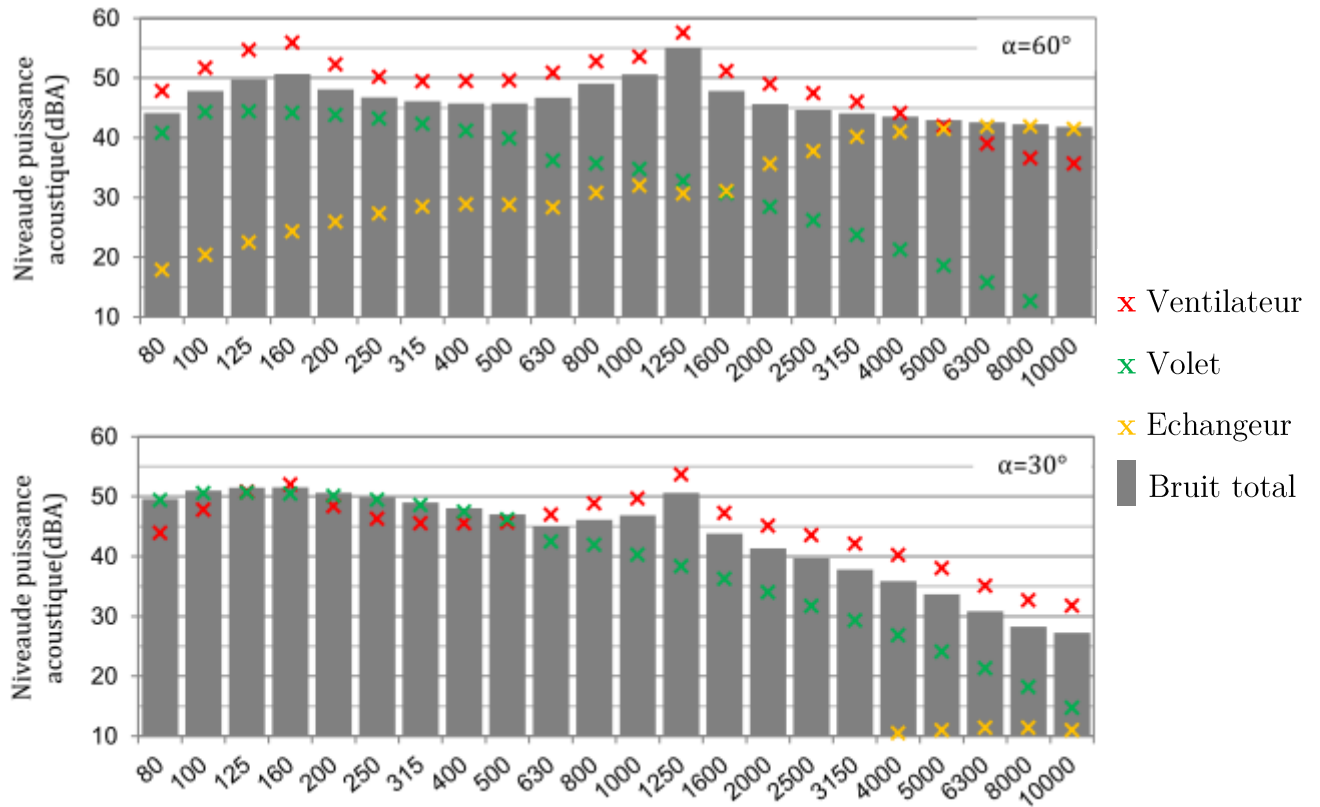 60
50
40
30
20
10
Niveaude puissance
acoustique(dBA)
α=60°
80 100 125 160 200 250 315 400 500 630 800 1000 1250 1600 2000 2500 3150 4000 5000 6300 8000 10000
x Ventilateur
x Volet
x Echangeur
Bruit total
60
50
40
30
20
10
Niveaude puissance
acoustique(dBA)
α=30°
80 100 125 160 200 250 315 400 500 630 800 1000 1250 1600 2000 2500 3150 4000 5000 6300 8000 10000